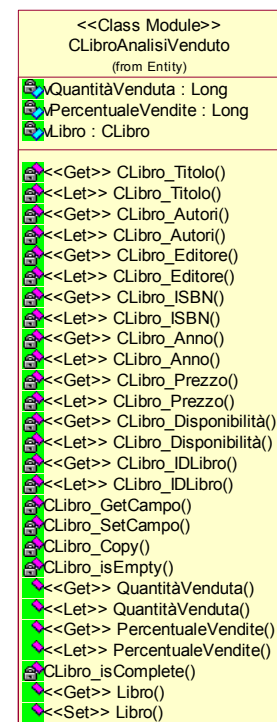 <<Class Module>>
CLibroAnalisiVenduto
(from Entity)
vQuantitàVenduta : Long
vPercentualeVendite : Long
vLibro : CLibro
<<Get>> CLibro_Titolo()
<<Let>> CLibro_Titolo()
<<Get>> CLibro_Autori()
<<Let>> CLibro_Autori()
<<Get>> CLibro_Editore()
<<Let>> CLibro_Editore()
<<Get>> CLibro_ISBN()
<<Let>> CLibro_ISBN()
<<Get>> CLibro_Anno()
<<Let>> CLibro_Anno()
<<Get>> CLibro_Prezzo()
<<Let>> CLibro_Prezzo()
<<Get>> CLibro_Disponibilità()
<<Let>> CLibro_Disponibilità()
<<Get>> CLibro_IDLibro()
<<Let>> CLibro_IDLibro()
CLibro_GetCampo()
CLibro_SetCampo()
CLibro_Copy()
CLibro_isEmpty()
<<Get>> QuantitàVenduta()
<<Let>> QuantitàVenduta()
<<Get>> PercentualeVendite()
<<Let>> PercentualeVendite()
CLibro_isComplete()
<<Get>> Libro()
<<Set>> Libro()